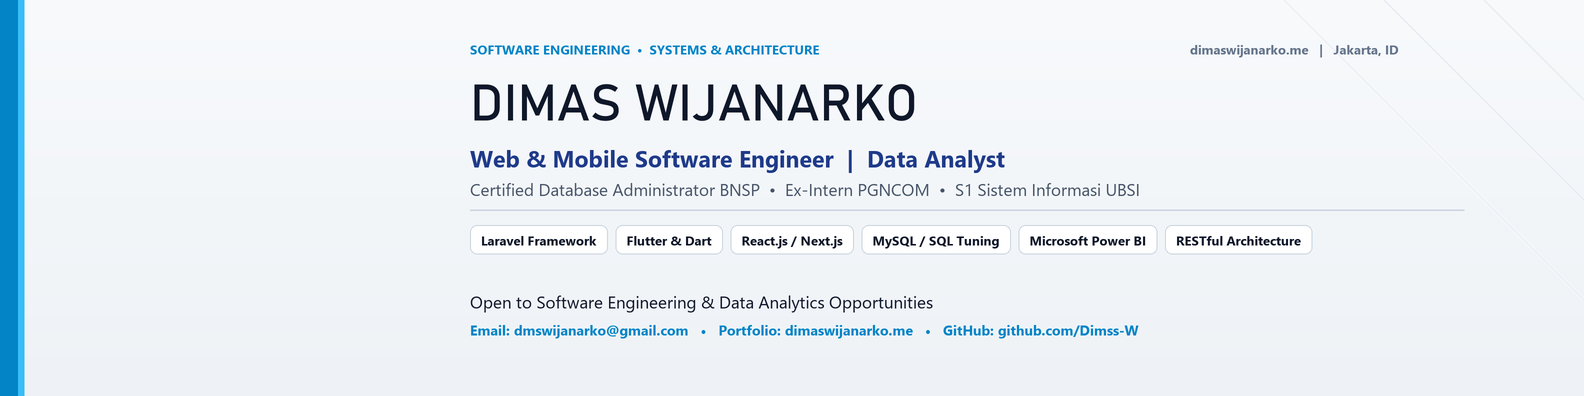 SOFTWARE ENGINEERING • SYSTEMS & ARCHITECTURE
dimaswijanarko.me | Jakarta, ID
DIMAS WIJANARKO
Web & Mobile Software Engineer | Data Analyst
Certified Database Administrator BNSP • Ex-Intern PGNCOM • S1 Sistem Informasi UBSI
Laravel Framework Flutter & Dart React.js / Next.js MySQL / SQL Tuning Microsoft Power BI RESTful Architecture
Open to Software Engineering & Data Analytics Opportunities
Email: dmswijanarko@gmail.com • Portfolio: dimaswijanarko.me • GitHub: github.com/Dimss-W